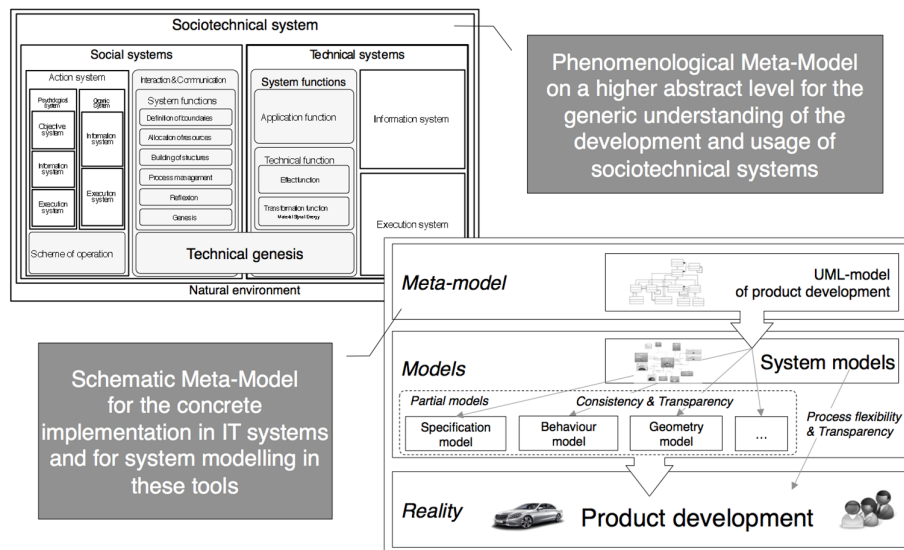 Sociotechnical system
Social systems
Technical systems
Action system
Psychological
system
Organic
system
Objective
system
Information
system
Execution
system
Information
system
Execution
system
Scheme of operation
Interaction & Communication
System functions
Definition of boundaries
Allocation of resources
Building of structures
Process management
Reflexion
Genesis
Technical genesis
System functions
Application function
Technical function
Effect function
Transformation function
Material Signal Energy
Information system
Execution system
Natural environment
Phenomenological Meta-Model
on a higher abstract level for the
generic understanding of the
development and usage of
sociotechnical systems
Schematic Meta-Model
for the concrete
implementation in IT systems
and for system modelling in
these tools
Meta-model
UML-model
of product development
Models
System models
Partial models
Consistency & Transparency
Specification
model
Behaviour
model
Geometry
model
...
Process flexibility
& Transparency
Reality
Product development